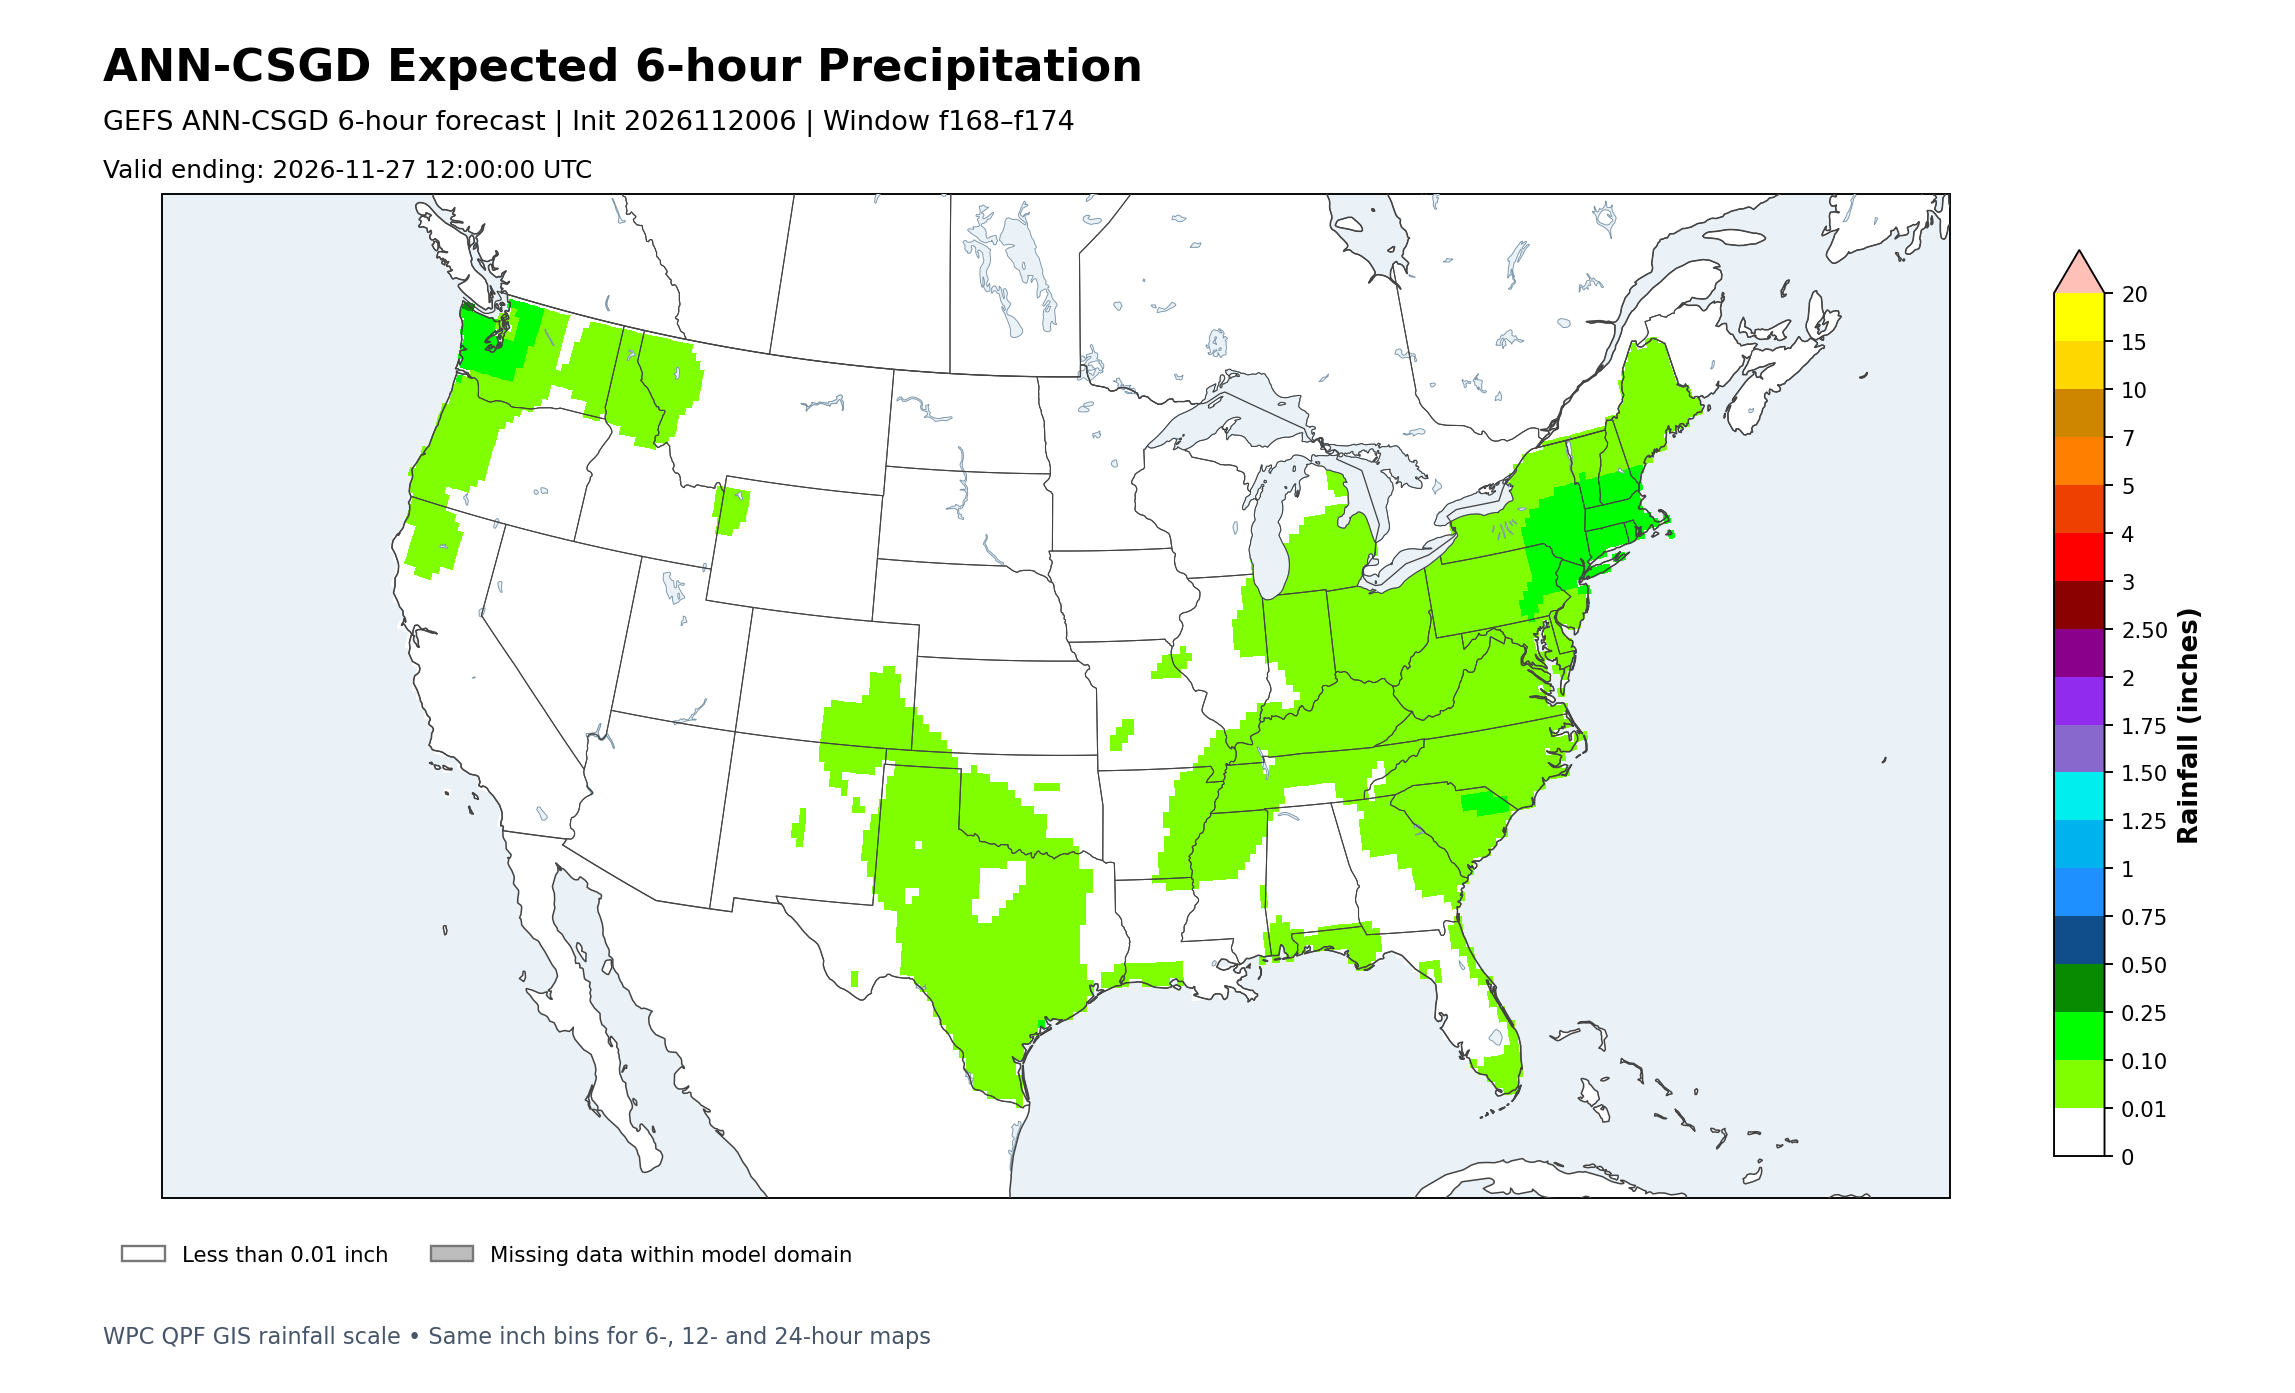 ANN-CSGD Expected 6-hour Precipitation
GEFS ANN-CSGD 6-hour forecast | Init 2026112006 | Window f168–f174
Valid ending: 2026-11-27 12:00:00 UTC
20
15
10
7
5
4
3
2.50
2
1.75
1.50
1.25
1
0.75
0.50
0.25
0.10
0.01
0
Rainfall (inches)
Less than 0.01 inch
Missing data within model domain
WPC QPF GIS rainfall scale • Same inch bins for 6-, 12- and 24-hour maps